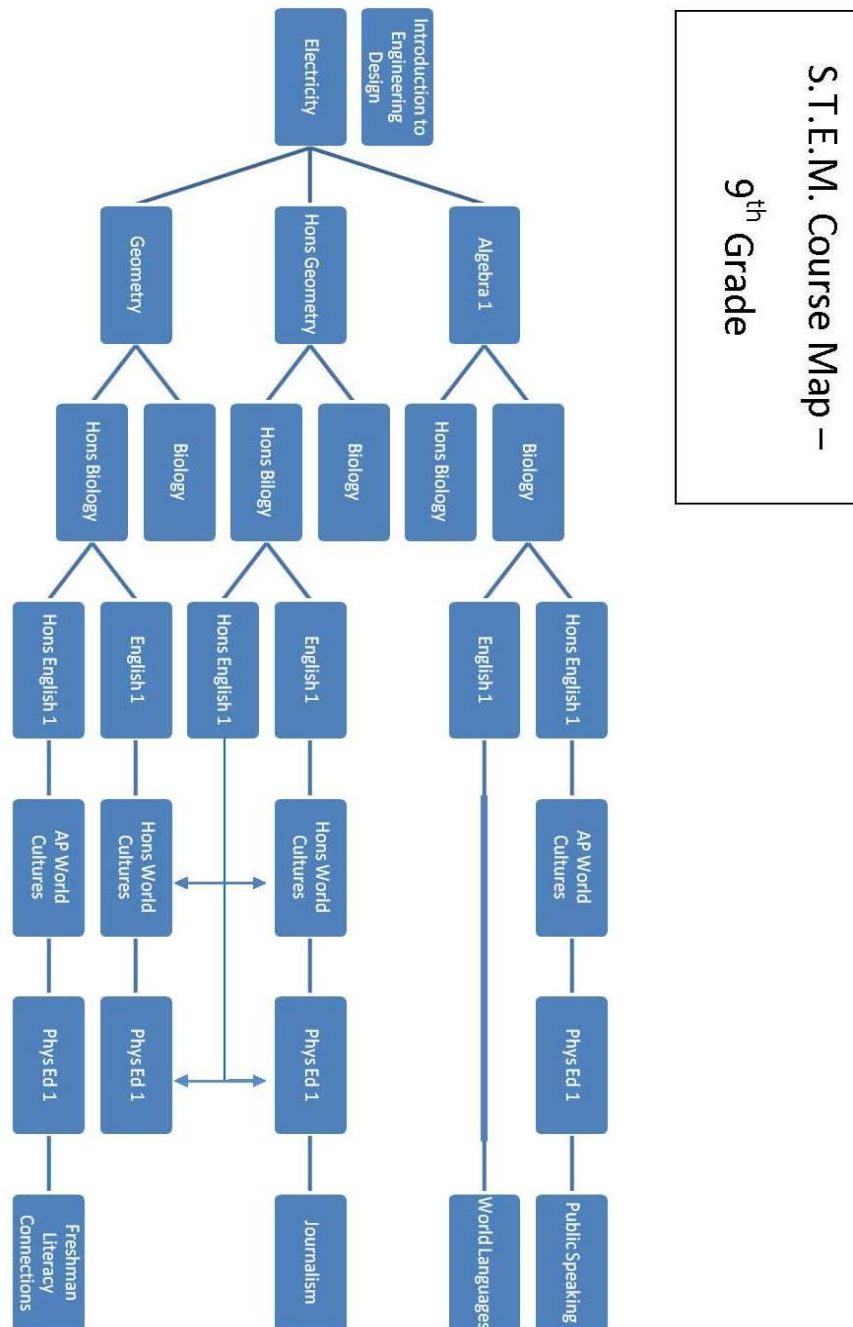 S.T.E.M. Course Map –
9th Grade
Introduction to
Engineering
Design
Electricity
Algebra 1
Hons Geometry
Geometry
Biology
Hons Biology
Biology
Hons Bilogy
Biology
Hons Biology
Hons English 1
English 1
English 1
Hons English 1
English 1
Hons English 1
AP World
Cultures
Hons World
Cultures
Hons World
Cultures
AP World
Cultures
Phys Ed 1
Phys Ed 1
Phys Ed 1
Phys Ed 1
Public Speaking
World Languages
Journalism
Freshman
Literacy
Connections